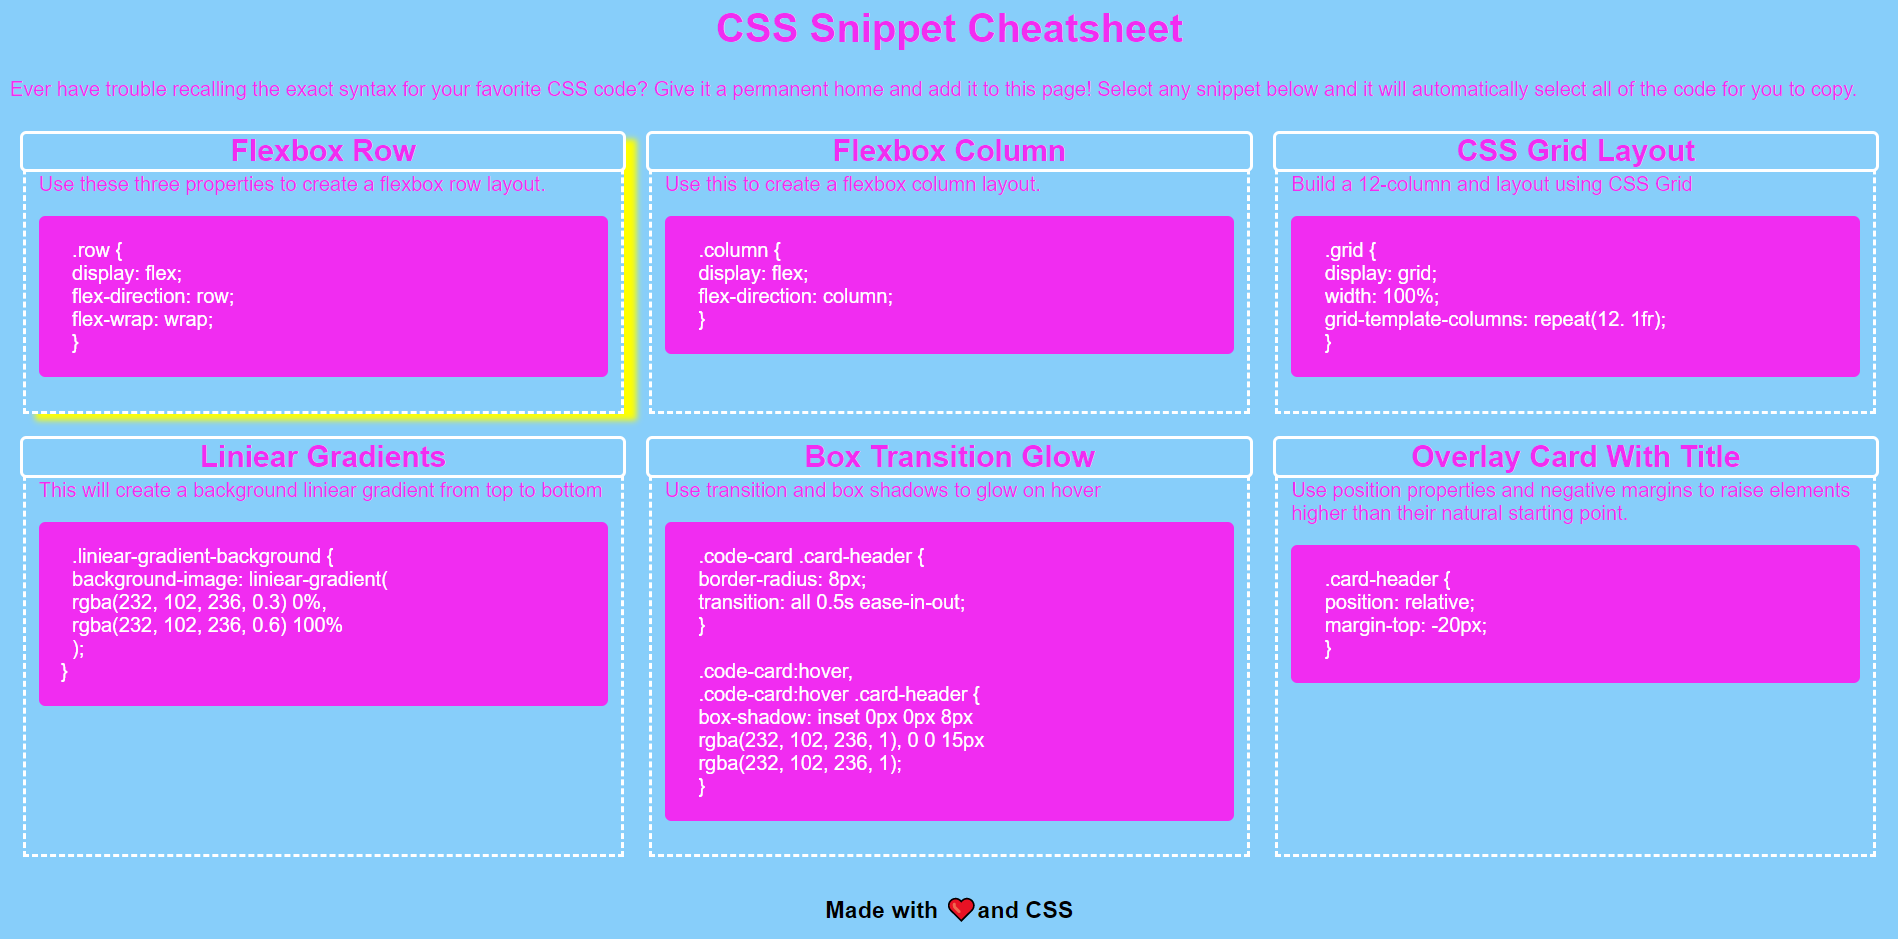 CSS Snippet Cheatsheet
Ever have trouble recalling the exact syntax for your favorite CSS code? Give it a permanent home and add it to this page! Select any snippet below and it will automatically select all of the code for you to copy.
Flexbox Row
Use these three properties to create a flexbox row layout.
.row {
display: flex;
flex-direction: row;
flex-wrap: wrap;
}
Flexbox Column
Use this to create a flexbox column layout.
.column {
display: flex;
flex-direction: column;
}
CSS Grid Layout
Build a 12-column and layout using CSS Grid
.grid {
display: grid;
width: 100%;
grid-template-columns: repeat(12. 1fr);
}
Liniear Gradients
This will create a background liniear gradient from top to bottom
.liniear-gradient-background {
background-image: liniear-gradient(
rgba(232, 102, 236, 0.3) 0%,
rgba(232, 102, 236, 0.6) 100%
);
}
Box Transition Glow
Use transition and box shadows to glow on hover
.code-card .card-header {
border-radius: 8px;
transition: all 0.5s ease-in-out;
}
.code-card:hover,
.code-card:hover .card-header {
box-shadow: inset 0px 0px 8px
rgba(232, 102, 236, 1), 0 0 15px
rgba(232, 102, 236, 1);
}
Overlay Card With Title
Use position properties and negative margins to raise elements
higher than their natural starting point.
.card-header {
position: relative;
margin-top: -20px;
}
Made with ❤️and CSS